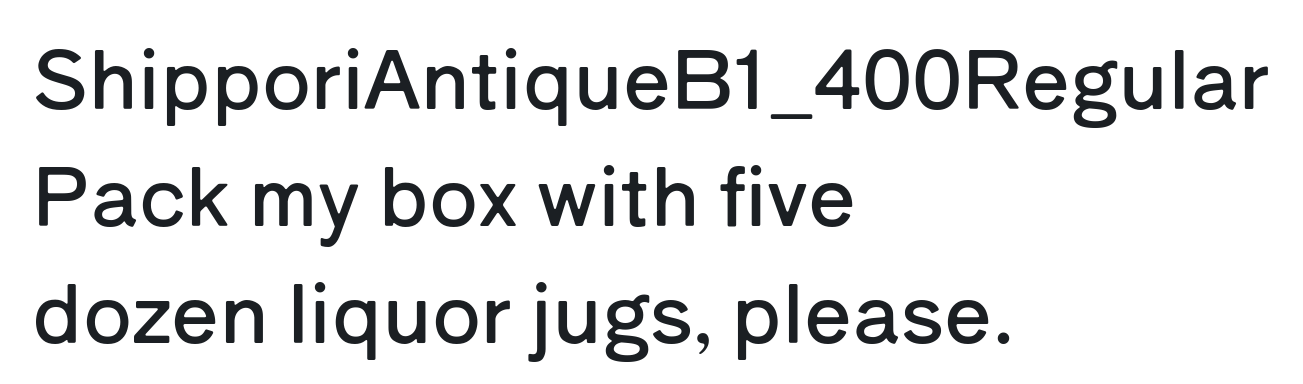 ShipporiAntiqueB1_400Regular
Pack my box with five
dozen liquor jugs, please.